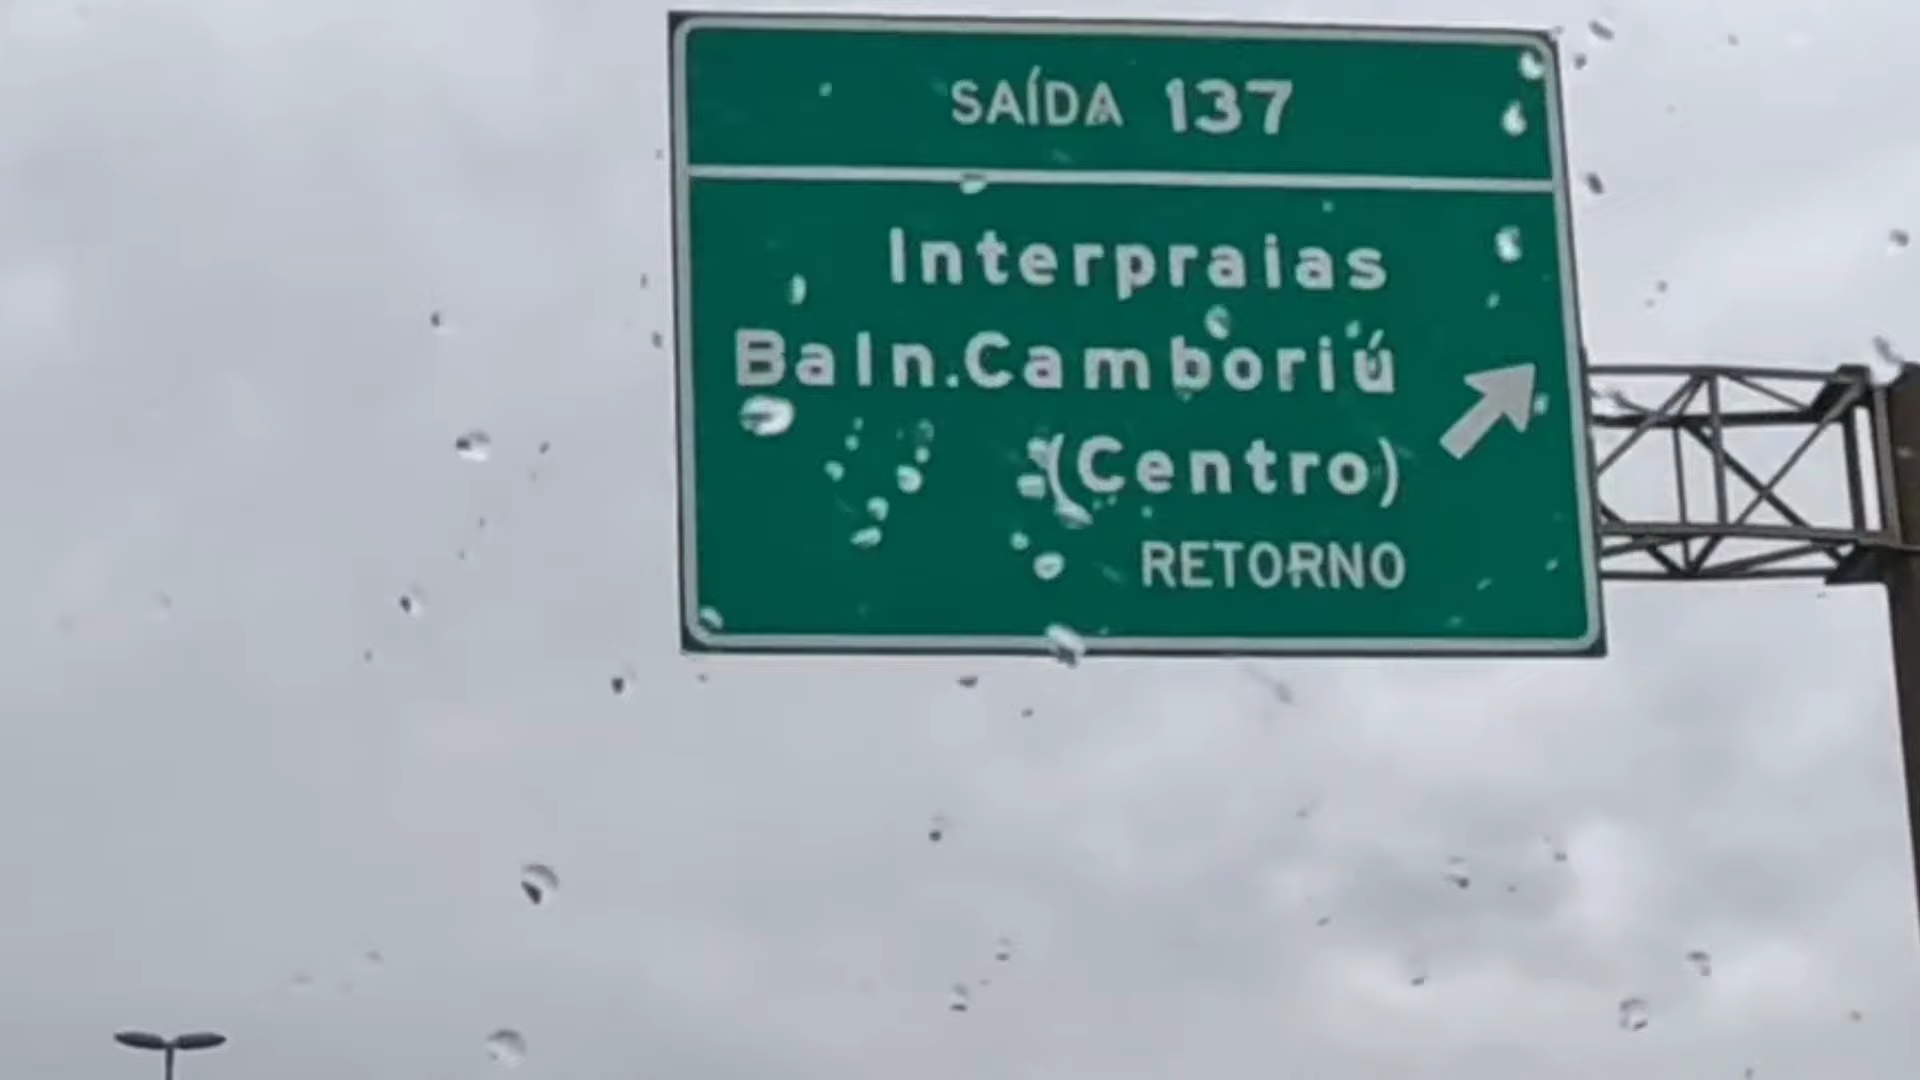 SAÍDA 137
Interpraias
Baln.Camboriú
(Centro)
RETORNO